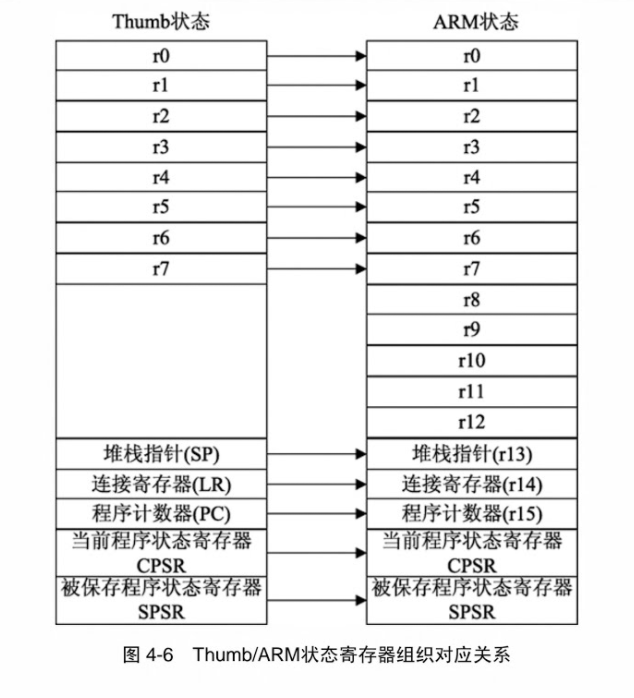 Thumb状态 ARM状态
r0 r0
r1 r1
r2 r2
r3 r3
r4 r4
r5 r5
r6 r6
r7 r7
r8
r9
r10
r11
r12
堆栈指针(SP) 堆栈指针(r13)
连接寄存器(LR) 连接寄存器(r14)
程序计数器(PC) 程序计数器(r15)
当前程序状态寄存器 当前程序状态寄存器
CPSR CPSR
被保存程序状态寄存器 被保存程序状态寄存器
SPSR SPSR
图 4-6 Thumb/ARM状态寄存器组织对应关系